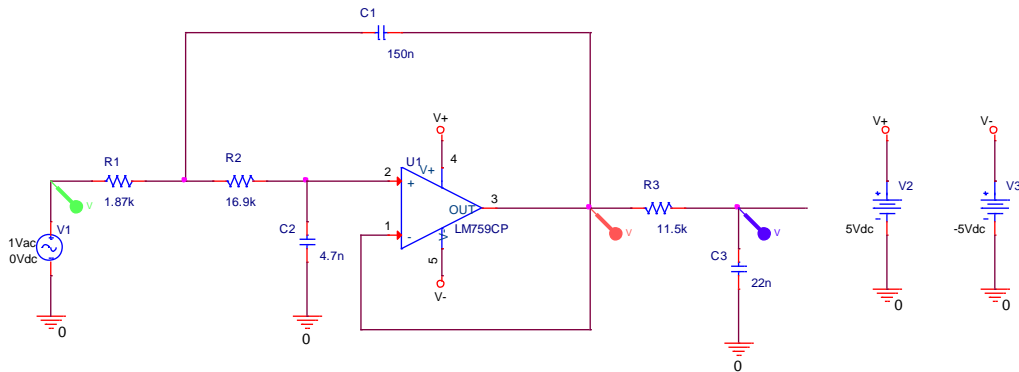 C1
150n
V+
R1
1.87k
R2
16.9k
U1
V+
4
2
+
3
OUT
LM759CP
1
-
V-
5
V-
V
V1
1Vac
0Vdc
0
C2
4.7n
0
V
R3
11.5k
V
C3
22n
0
V+
V2
5Vdc
0
V-
V3
-5Vdc
0